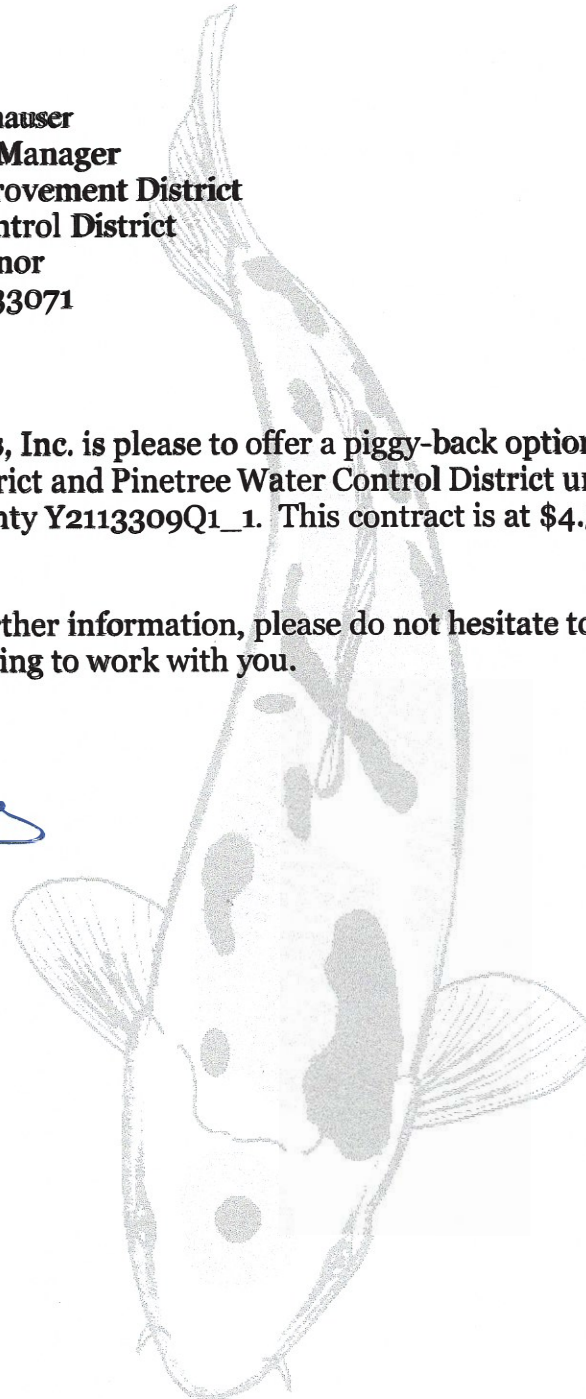 hauser
Manager
rovement District
ntrol District
nor
33071
s, Inc. is please to offer a piggy-back option
rict and Pinetree Water Control District un
nty Y2113309Q1_1. This contract is at $4.
rther information, please do not hesitate to
ing to work with you.